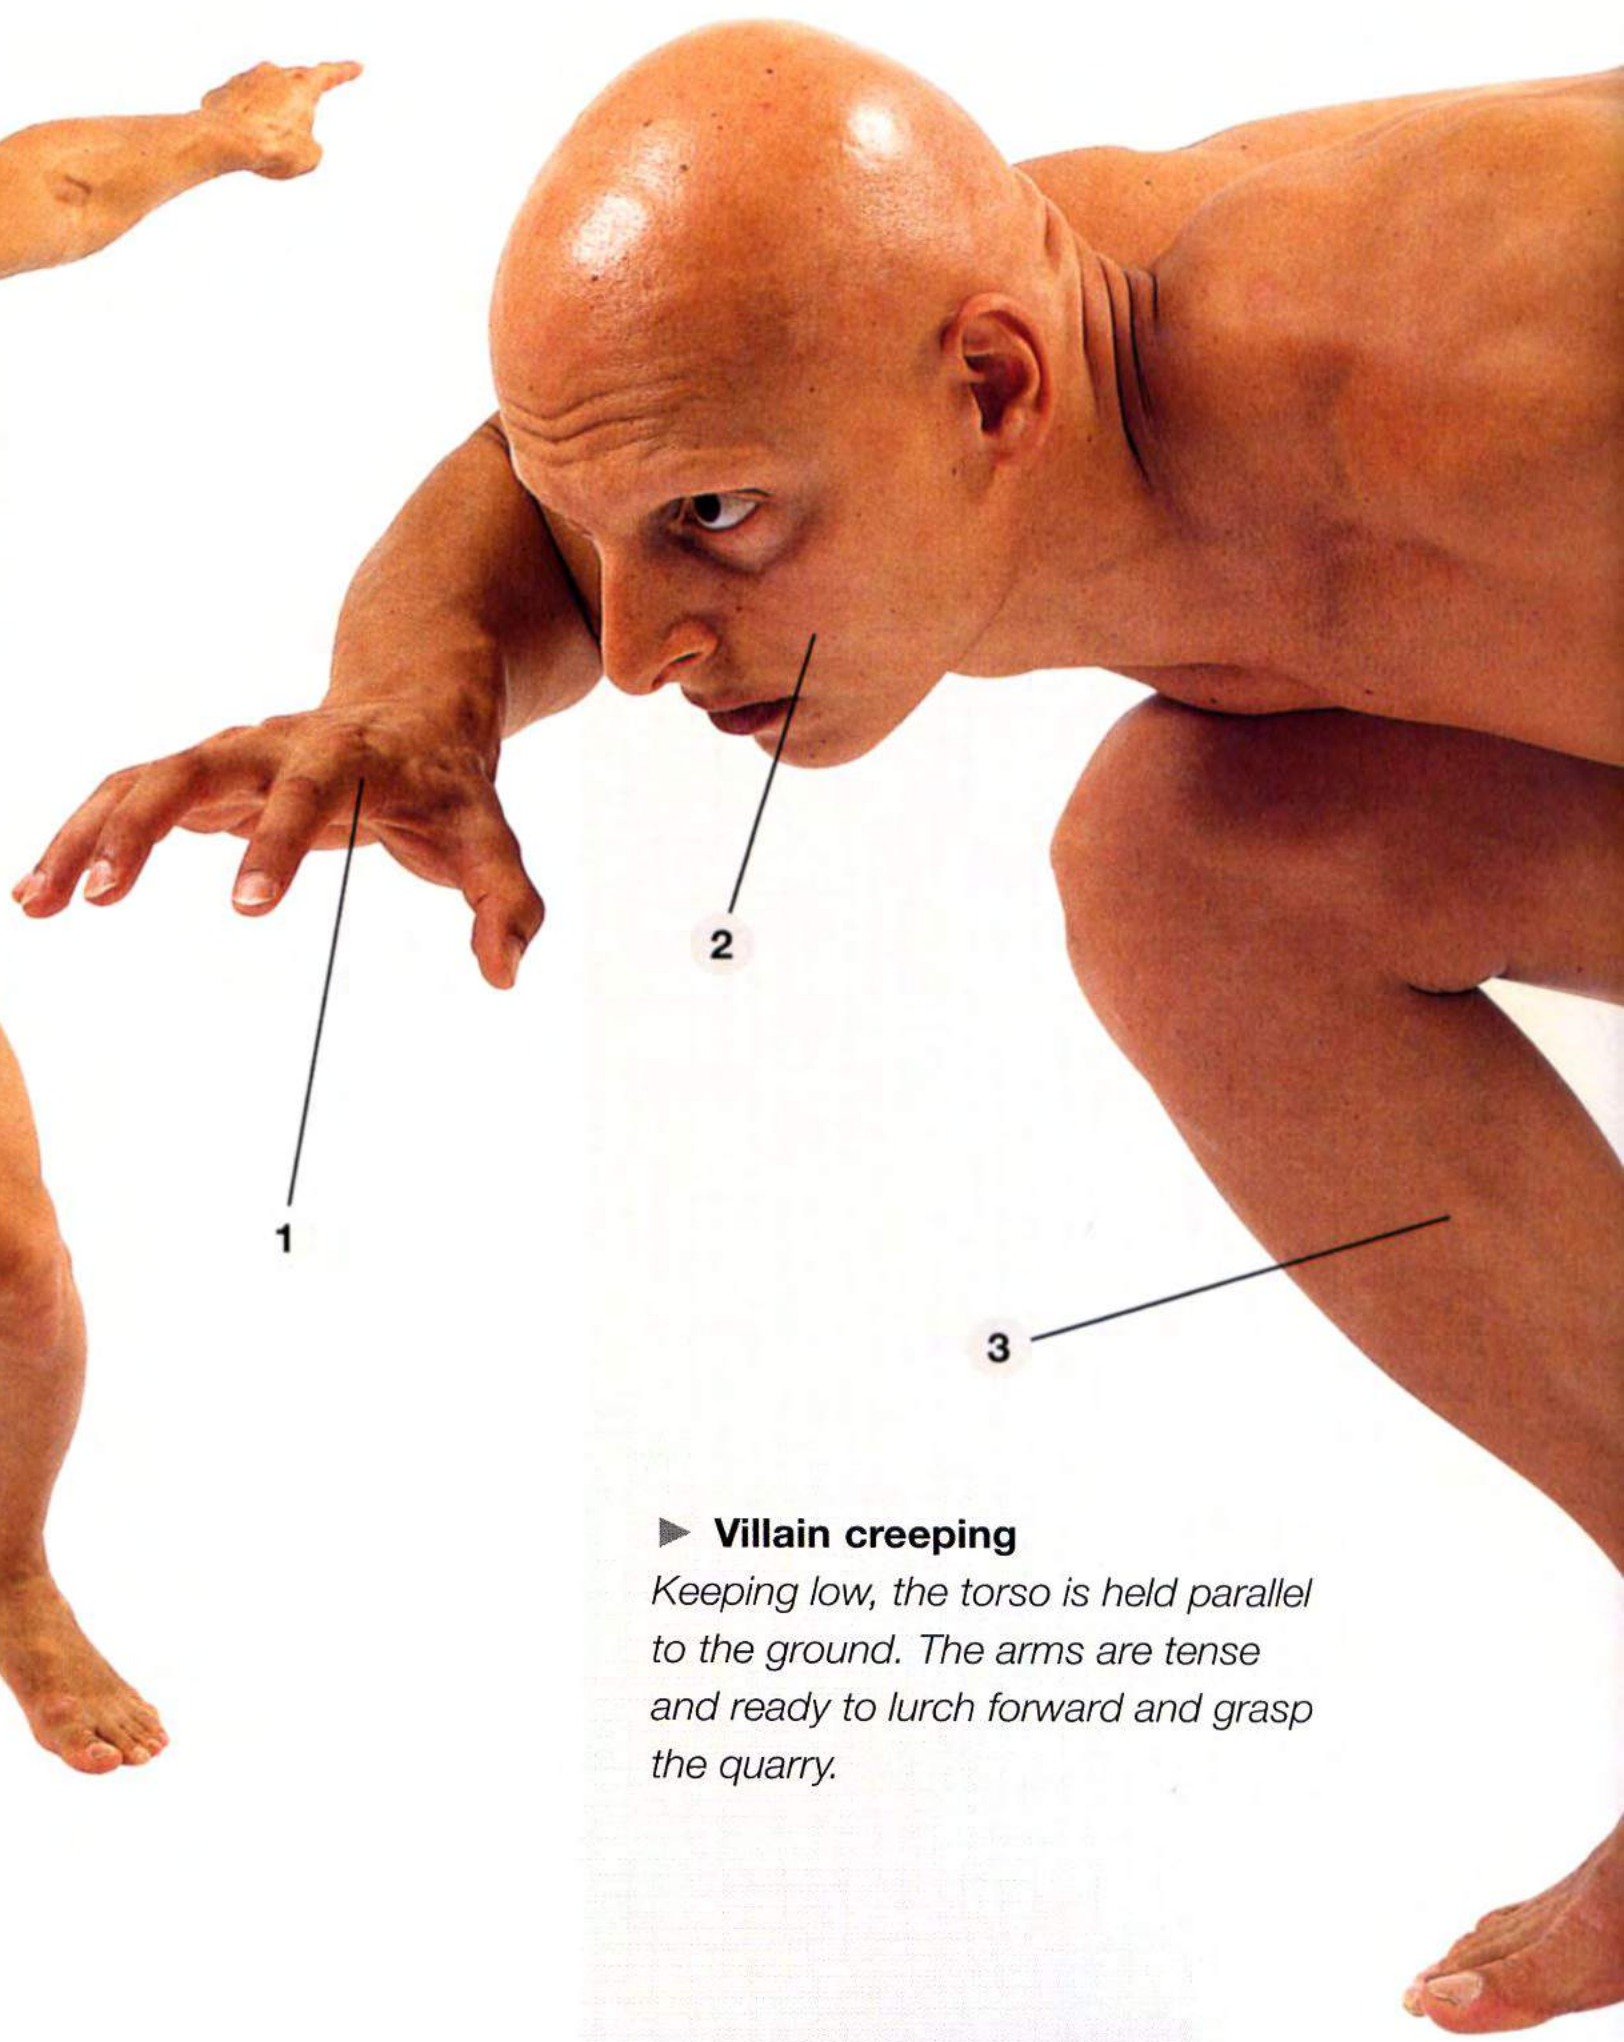 1
2
3
▶ Villain creeping
Keeping low, the torso is held parallel
to the ground. The arms are tense
and ready to lurch forward and grasp
the quarry.